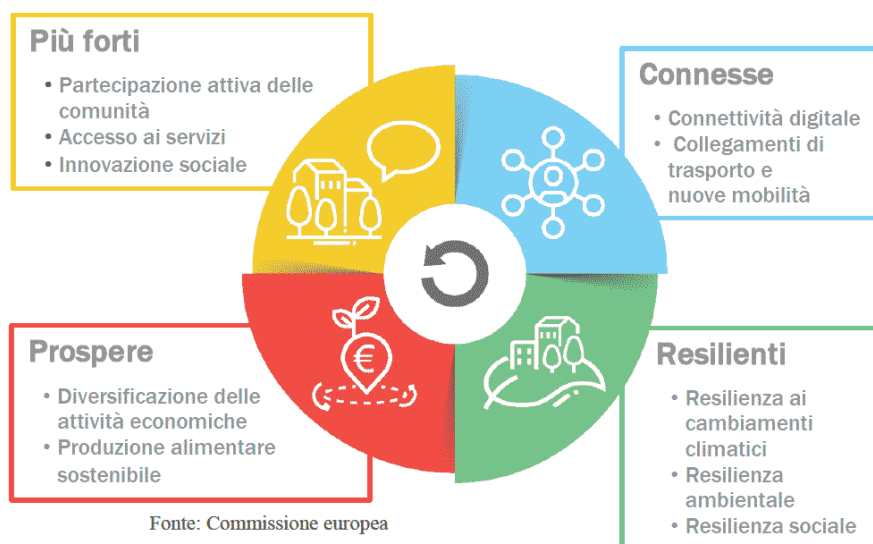 Più forti
• Partecipazione attiva delle
comunità
• Accesso ai servizi
• Innovazione sociale
Connesse
• Connettività digitale
• Collegamenti di
trasporto e
nuove mobilità
Prospere
• Diversificazione delle
attività economiche
• Produzione alimentare
sostenibile
€
Resilienti
• Resilienza ai
cambiamenti
climatici
• Resilienza
ambientale
• Resilienza sociale
Fonte: Commissione europea